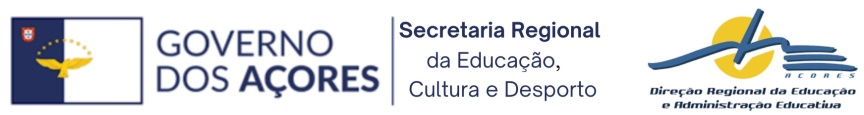 GOVERNO
DOS AÇORES
Secretaria Regional
da Educação,
Cultura e Desporto
AÇORES
Direção Regional da Educação
e Administração Educativa